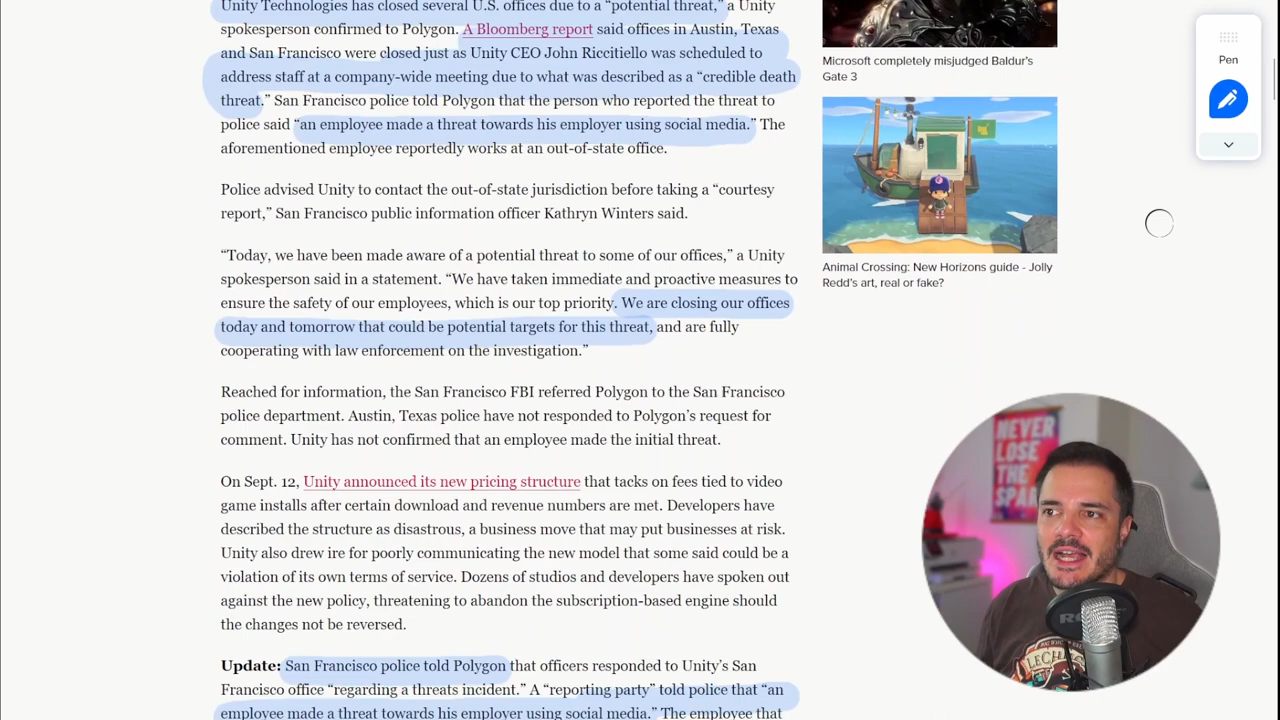 Unity Technologies has closed several U.S. offices due to a “potential threat,” a Unity
spokesperson confirmed to Polygon. A Bloomberg report said offices in Austin, Texas
and San Francisco were closed just as Unity CEO John Riccitiello was scheduled to
address staff at a company-wide meeting due to what was described as a “credible death
threat.” San Francisco police told Polygon that the person who reported the threat to
police said “an employee made a threat towards his employer using social media.” The
aforementioned employee reportedly works at an out-of-state office.
Police advised Unity to contact the out-of-state jurisdiction before taking a “courtesy
report,” San Francisco public information officer Kathryn Winters said.
“Today, we have been made aware of a potential threat to some of our offices,” a Unity
spokesperson said in a statement. “We have taken immediate and proactive measures to
ensure the safety of our employees, which is our top priority. We are closing our offices
today and tomorrow that could be potential targets for this threat, and are fully
cooperating with law enforcement on the investigation.”
Reached for information, the San Francisco FBI referred Polygon to the San Francisco
police department. Austin, Texas police have not responded to Polygon’s request for
comment. Unity has not confirmed that an employee made the initial threat.
On Sept. 12, Unity announced its new pricing structure that tacks on fees tied to video
game installs after certain download and revenue numbers are met. Developers have
described the structure as disastrous, a business move that may put businesses at risk.
Unity also drew ire for poorly communicating the new model that some said could be a
violation of its own terms of service. Dozens of studios and developers have spoken out
against the new policy, threatening to abandon the subscription-based engine should
the changes not be reversed.
Update: San Francisco police told Polygon that officers responded to Unity’s San
Francisco office “regarding a threats incident.” A “reporting party” told police that “an
employee made a threat towards his employer using social media.” The employee that
Microsoft completely misjudged Baldur’s
Gate 3
Animal Crossing: New Horizons guide - Jolly
Redd’s art, real or fake?
Pen
NEVER
LOSE
THE
SPAR